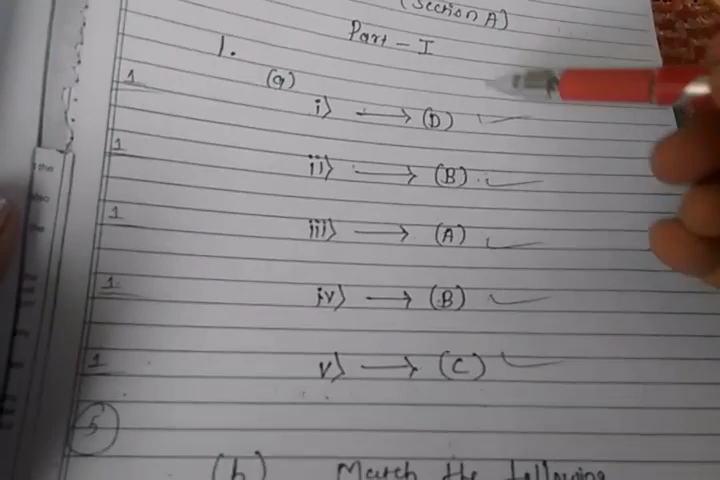 (Section A)
Part - I
1.
(a)
1 i) → (D)
1 ii) → (B).
1 iii) → (A)
1 iv) → (B)
1 v) → (C)
5
(b) Match the following